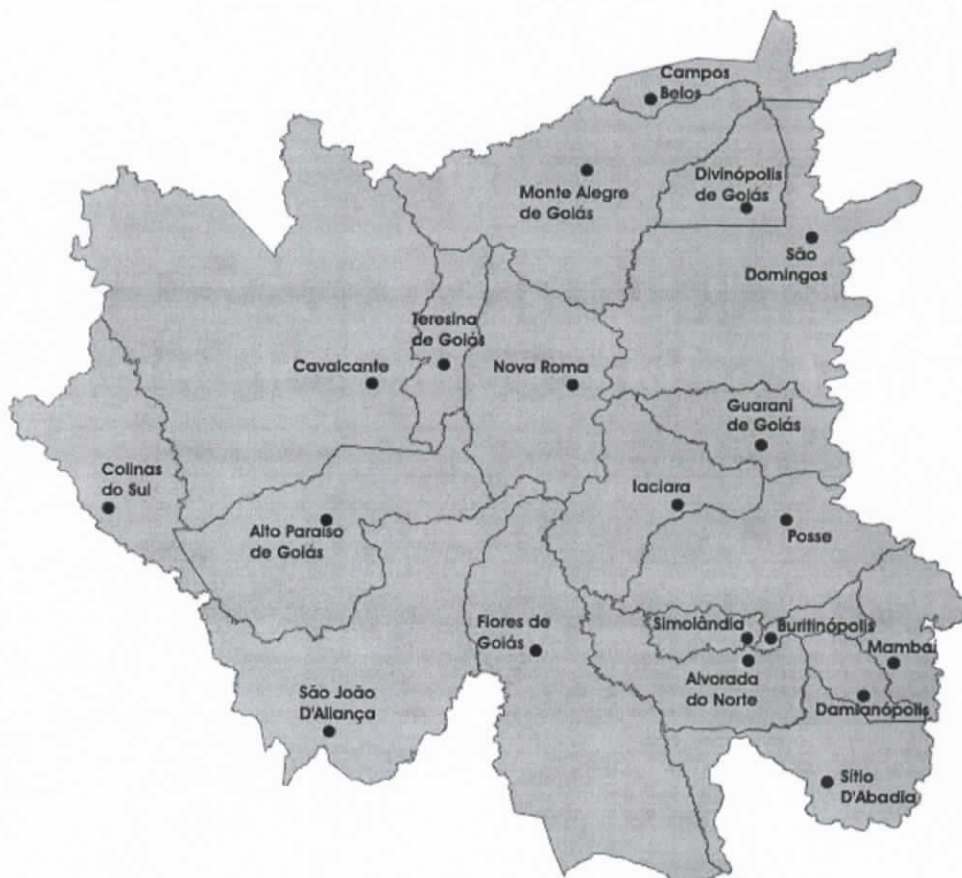 Campos
Belos
Monte Alegre
de Goiás
Divinópolis
de Goiás
São
Domingos
Teresina
de Goiás
Cavalcante
Nova Roma
Guarani
de Goiás
Colinas
do Sul
Iaciara
Alto Paraíso
de Goiás
Posse
Flores de
Goiás
Simolândia
Buritinópolis
Mambaí
Alvorada
do Norte
São João
D'Aliança
Damianópolis
Sítio
D'Abadia